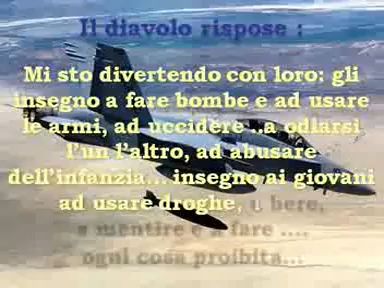 Il diavolo rispose :
Mi sto divertendo con loro; gli
insegno a fare bombe e ad usare
le armi, ad uccidere ..a odiarsi
l'un l'altro, ad abusare
dell'infanzia... insegno ai giovani
ad usare droghe, a bere,
a mentire e a fare ....
ogni cosa proibita...